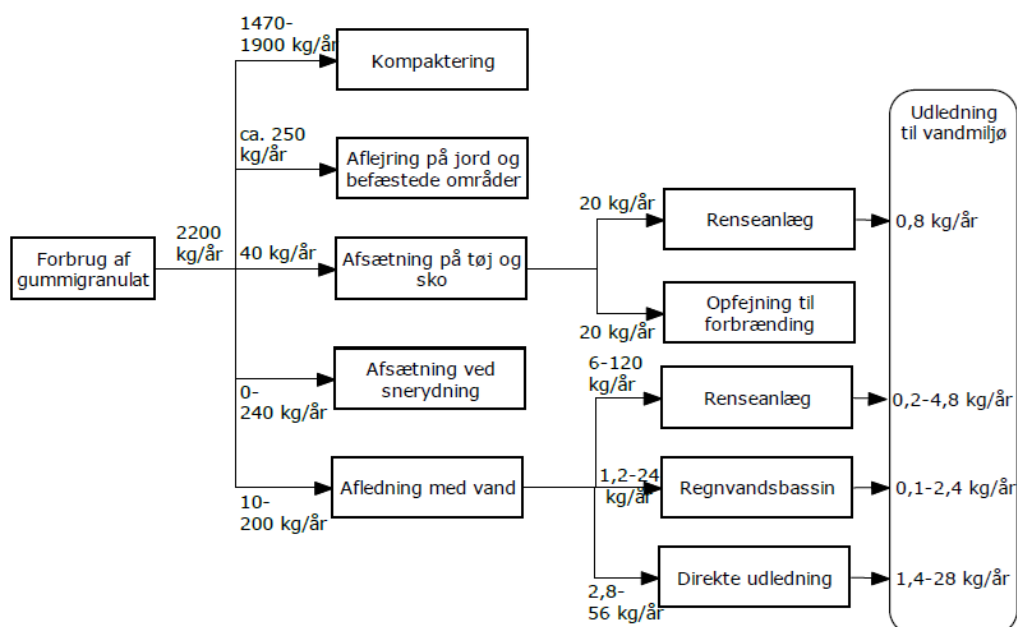 1470-
1900 kg/år
Kompaktering
Udledning
til vandmiljø
ca. 250
kg/år
Aflejring på jord og
befæstede områder
20 kg/år
Renseanlæg
0,8 kg/år
2200
kg/år
40 kg/år
Forbrug af
gummigranulat
Afsætning på tøj og
sko
Opfejning til
forbrænding
20 kg/år
0-
240 kg/år
Afsætning ved
snerydning
6-120
kg/år
Renseanlæg
0,2-4,8 kg/år
10-
200 kg/år
Afledning med vand
1,2-24
kg/år
Regnvandsbassin
0,1-2,4 kg/år
2,8-
56 kg/år
Direkte udledning
1,4-28 kg/år